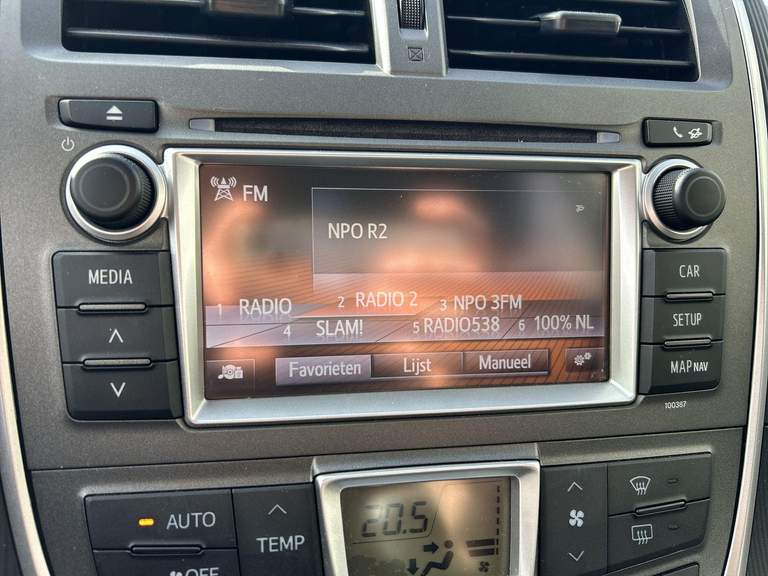 FM
NPO R2
1 RADIO 2 RADIO 2 3 NPO 3FM
4 SLAM! 5 RADIO538 6 100% NL
Favorieten Lijst Manueel
MEDIA
CAR
SETUP
MAP NAV
100387
AUTO
OFF
TEMP
20.5